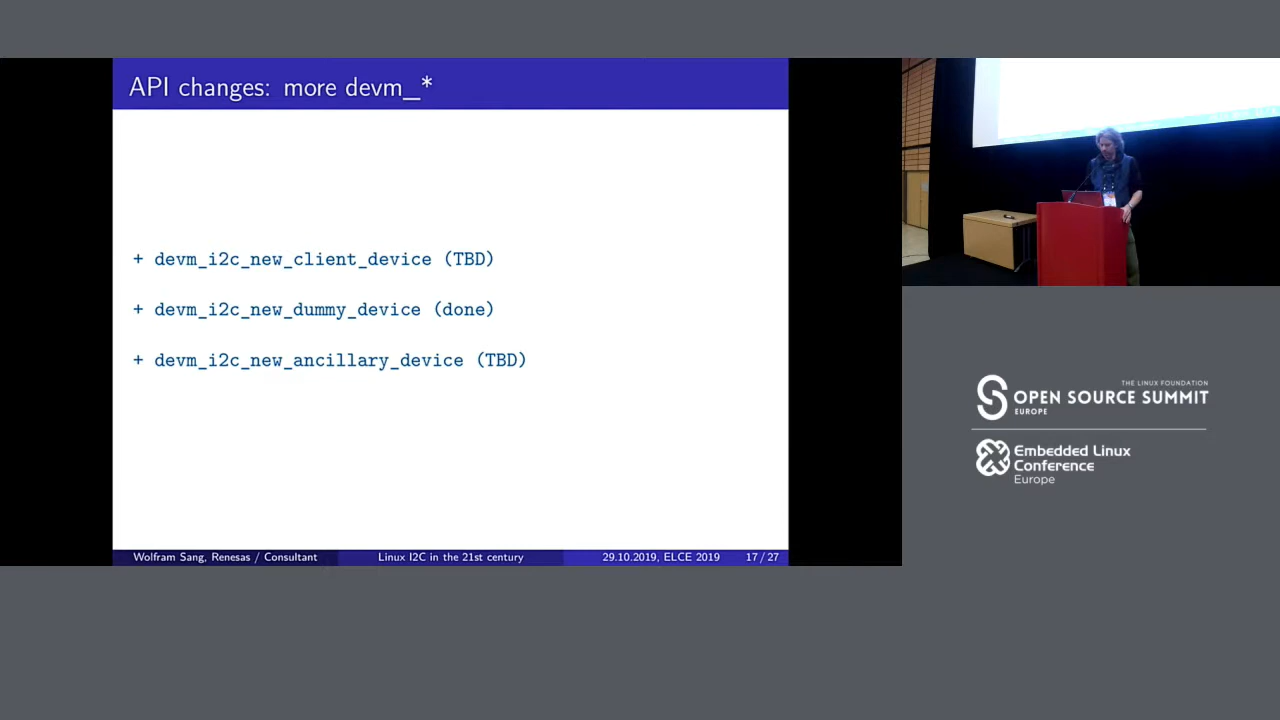 API changes: more devm_*
+ devm_i2c_new_client_device (TBD)
+ devm_i2c_new_dummy_device (done)
+ devm_i2c_new_ancillary_device (TBD)
Wolfram Sang, Renesas / Consultant
Linux I2C in the 21st century
29.10.2019, ELCE 2019
17 / 27
THE LINUX FOUNDATION
OPEN SOURCE SUMMIT
EUROPE
Embedded Linux
Conference
Europe